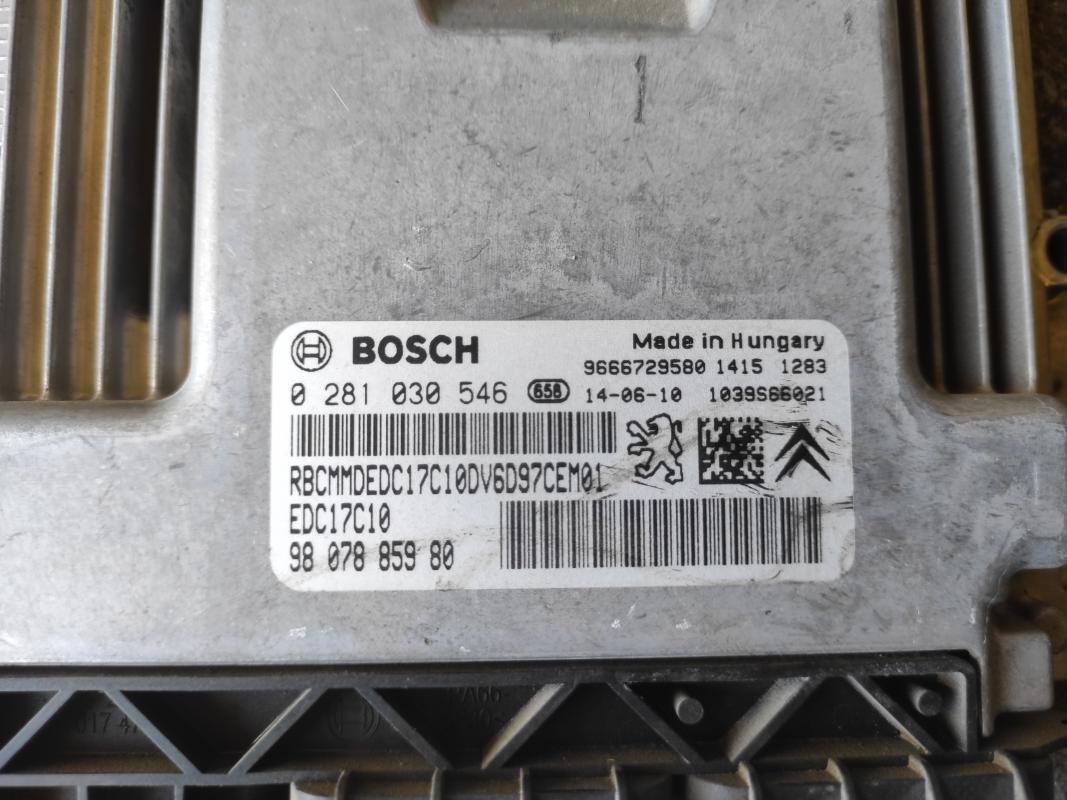 BOSCH
Made in Hungary
9666729580 1415 1283
0 281 030 546 658 14-06-10 1039S66021
RBCMMDEDC17C10DV6D97CEM01
EDC17C10
98 078 859 80